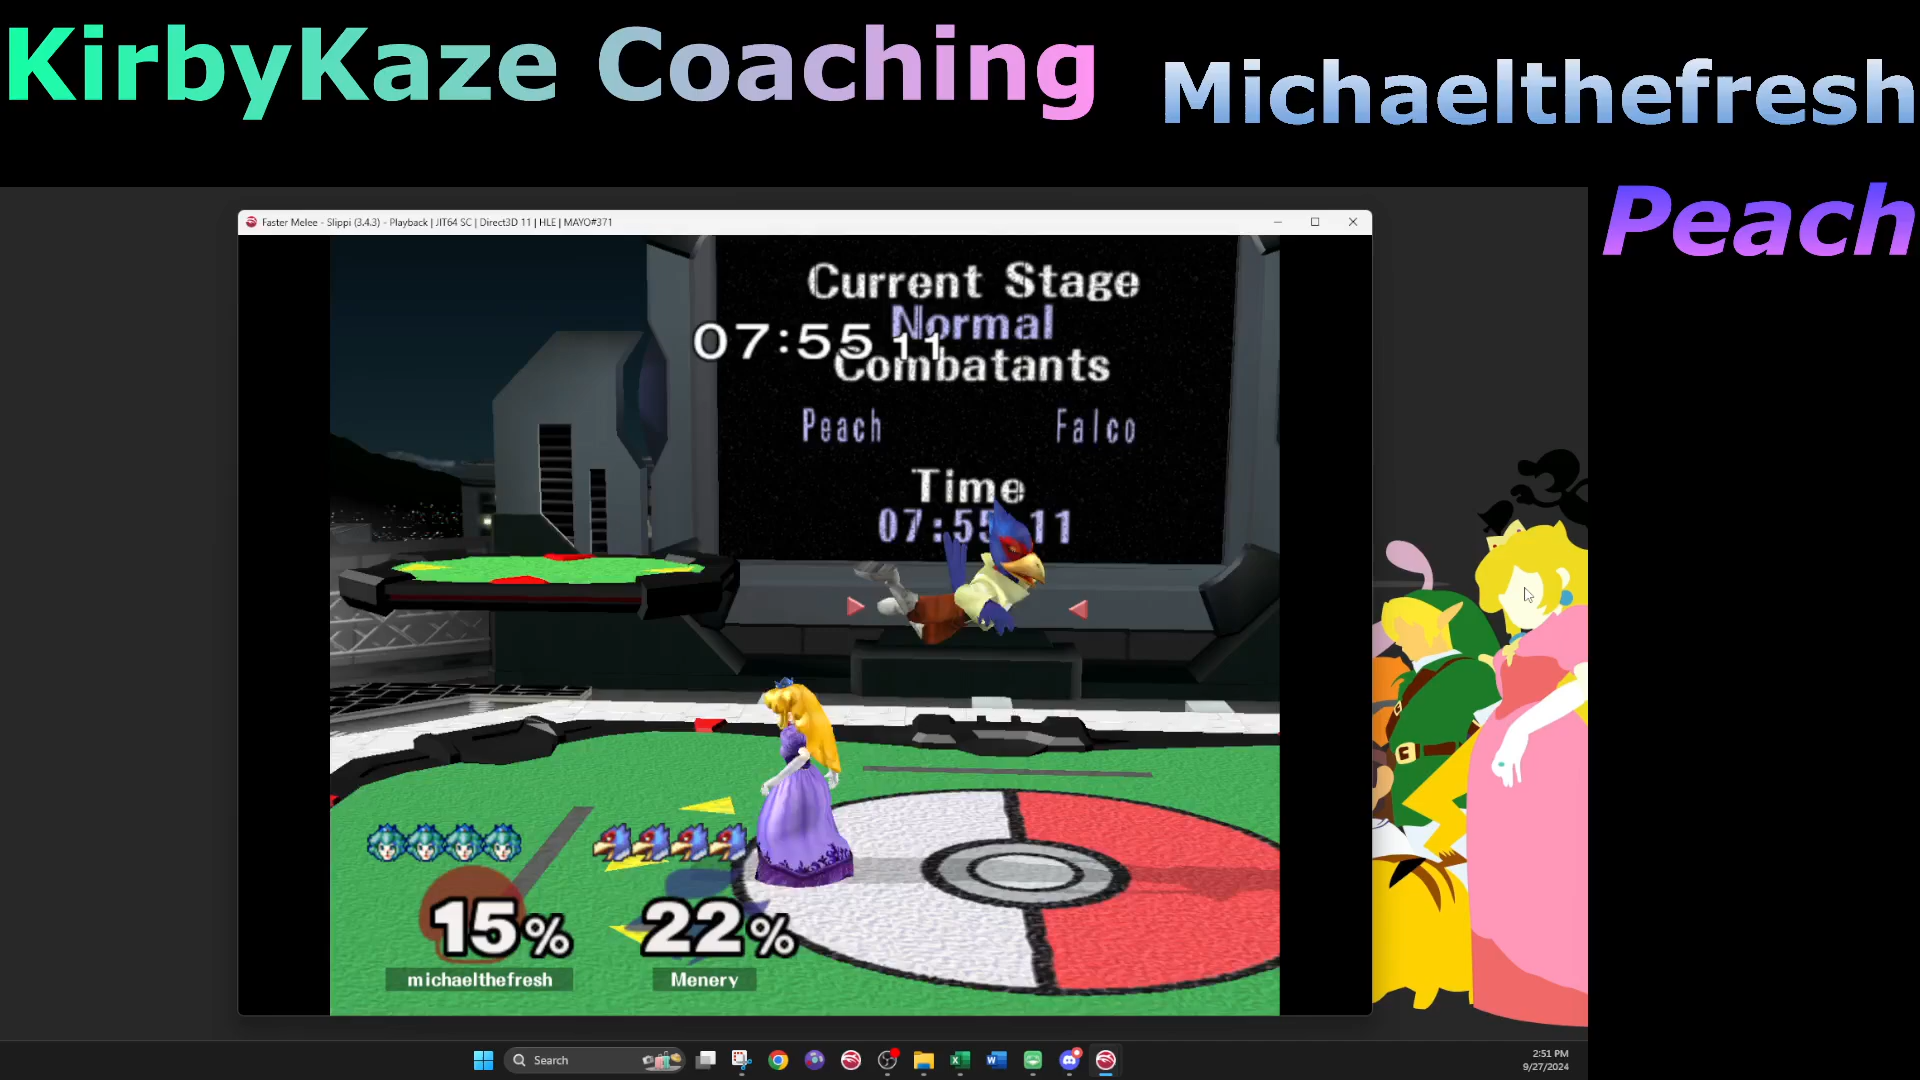 KirbyKaze Coaching
Michaelthefresh
Peach
Faster Melee - Slippi (3.4.3) - Playback | JIT64 SC | Direct3D 11 | HLE | MAYO#371
Current Stage
Normal
07:55 11
Combatants
Peach Falco
Time
07:55 11
15% 22%
michaelthefresh Menery
Search
2:51 PM
9/27/2024